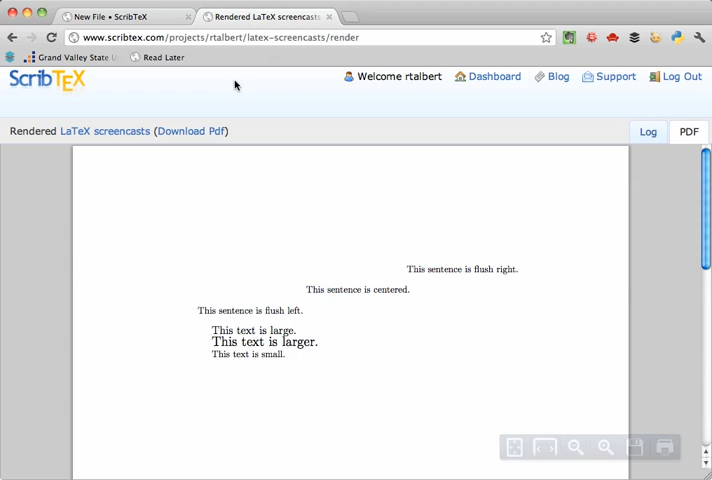 New File • ScribTeX
Rendered LaTeX screencasts
www.scribtex.com/projects/rtalbert/latex-screencasts/render
Grand Valley State U
Read Later
ScribTEX
Welcome rtalbert
Dashboard
Blog
Support
Log Out
Rendered LaTeX screencasts (Download Pdf)
Log
PDF
This sentence is flush right.
This sentence is centered.
This sentence is flush left.
This text is large.
This text is larger.
This text is small.